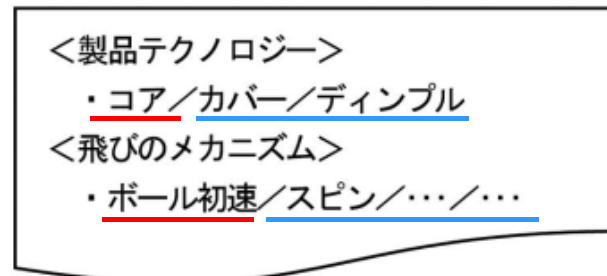 ＜製品テクノロジー＞
・コア／カバー／ディンプル
＜飛びのメカニズム＞
・ボール初速／スピン／…／…